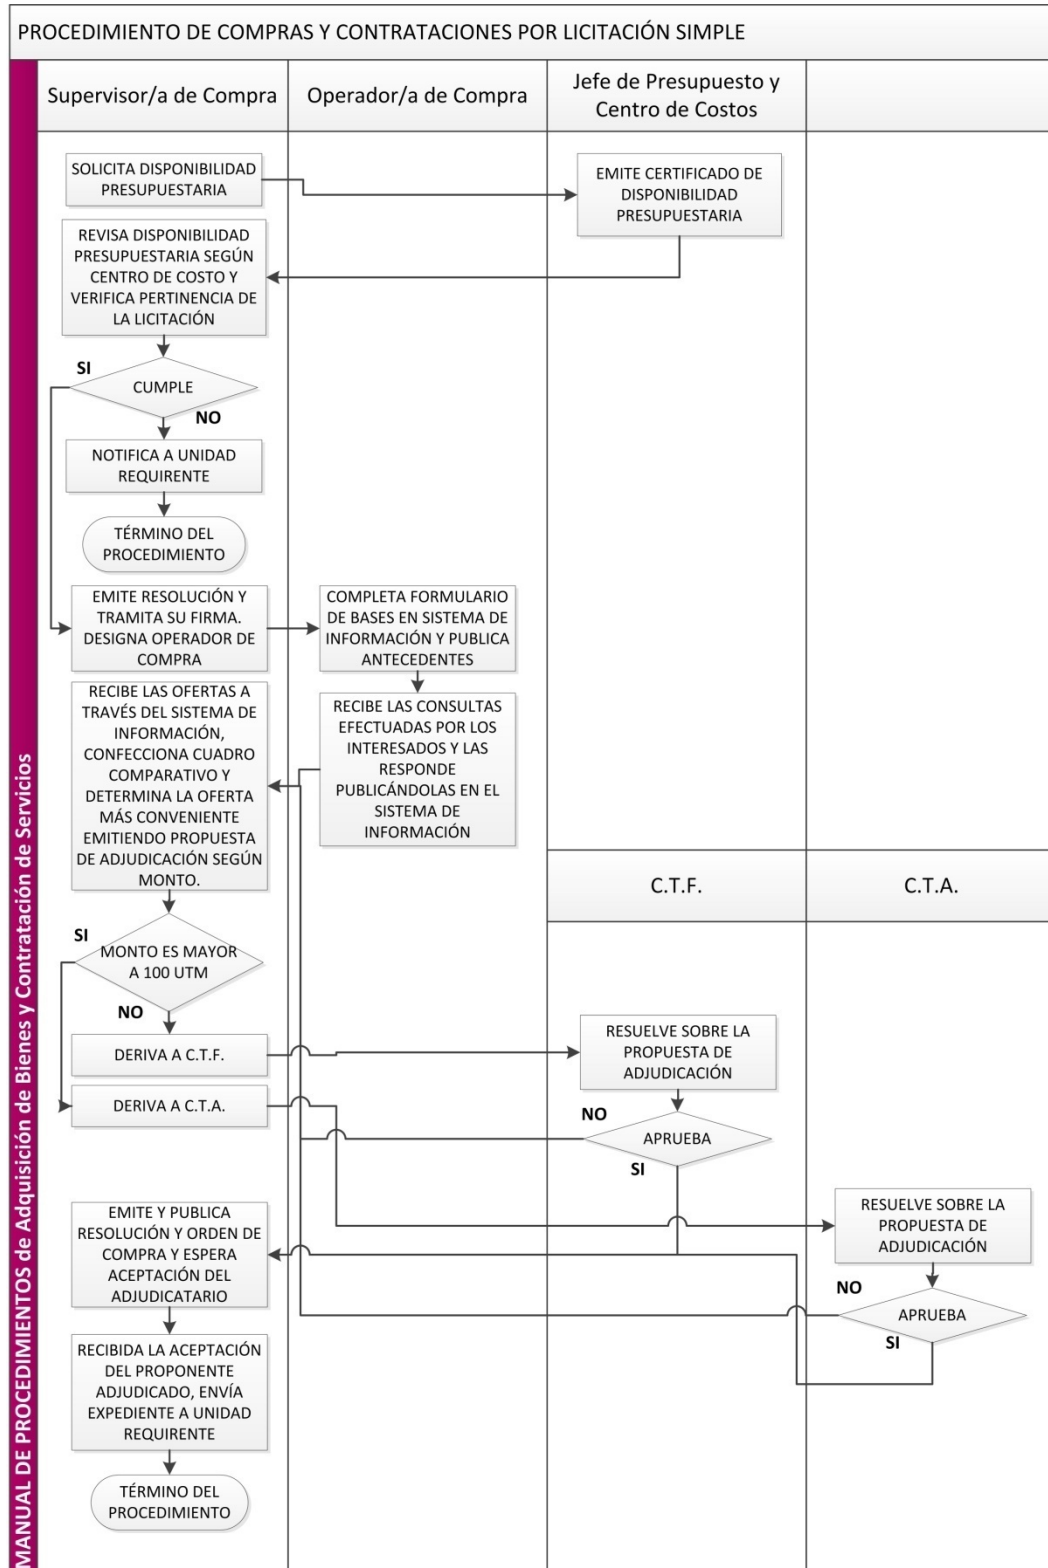 PROCEDIMIENTO DE COMPRAS Y CONTRATACIONES POR LICITACIÓN SIMPLE
MANUAL DE PROCEDIMIENTOS de Adquisición de Bienes y Contratación de Servicios
Supervisor/a de Compra
Operador/a de Compra
Jefe de Presupuesto y
Centro de Costos
SOLICITA DISPONIBILIDAD
PRESUPUESTARIA
EMITE CERTIFICADO DE
DISPONIBILIDAD
PRESUPUESTARIA
REVISA DISPONIBILIDAD
PRESUPUESTARIA SEGÚN
CENTRO DE COSTO Y
VERIFICA PERTINENCIA DE
LA LICITACIÓN
SI
CUMPLE
NO
NOTIFICA A UNIDAD
REQUIRENTE
TÉRMINO DEL
PROCEDIMIENTO
EMITE RESOLUCIÓN Y
TRAMITA SU FIRMA.
DESIGNA OPERADOR DE
COMPRA
COMPLETA FORMULARIO
DE BASES EN SISTEMA DE
INFORMACIÓN Y PUBLICA
ANTECEDENTES
RECIBE LAS OFERTAS A
TRAVÉS DEL SISTEMA DE
INFORMACIÓN,
CONFECCIONA CUADRO
COMPARATIVO Y
DETERMINA LA OFERTA
MÁS CONVENIENTE
EMITIENDO PROPUESTA
DE ADJUDICACIÓN SEGÚN
MONTO.
RECIBE LAS CONSULTAS
EFECTUADAS POR LOS
INTERESADOS Y LAS
RESPONDE
PUBLICÁNDOLAS EN EL
SISTEMA DE
INFORMACIÓN
C.T.F.
C.T.A.
SI
MONTO ES MAYOR
A 100 UTM
NO
DERIVA A C.T.F.
RESUELVE SOBRE LA
PROPUESTA DE
ADJUDICACIÓN
DERIVA A C.T.A.
NO
APRUEBA
SI
EMITE Y PUBLICA
RESOLUCIÓN Y ORDEN DE
COMPRA Y ESPERA
ACEPTACIÓN DEL
ADJUDICATARIO
RESUELVE SOBRE LA
PROPUESTA DE
ADJUDICACIÓN
NO
APRUEBA
SI
RECIBIDA LA ACEPTACIÓN
DEL PROPONENTE
ADJUDICADO, ENVÍA
EXPEDIENTE A UNIDAD
REQUIRENTE
TÉRMINO DEL
PROCEDIMIENTO